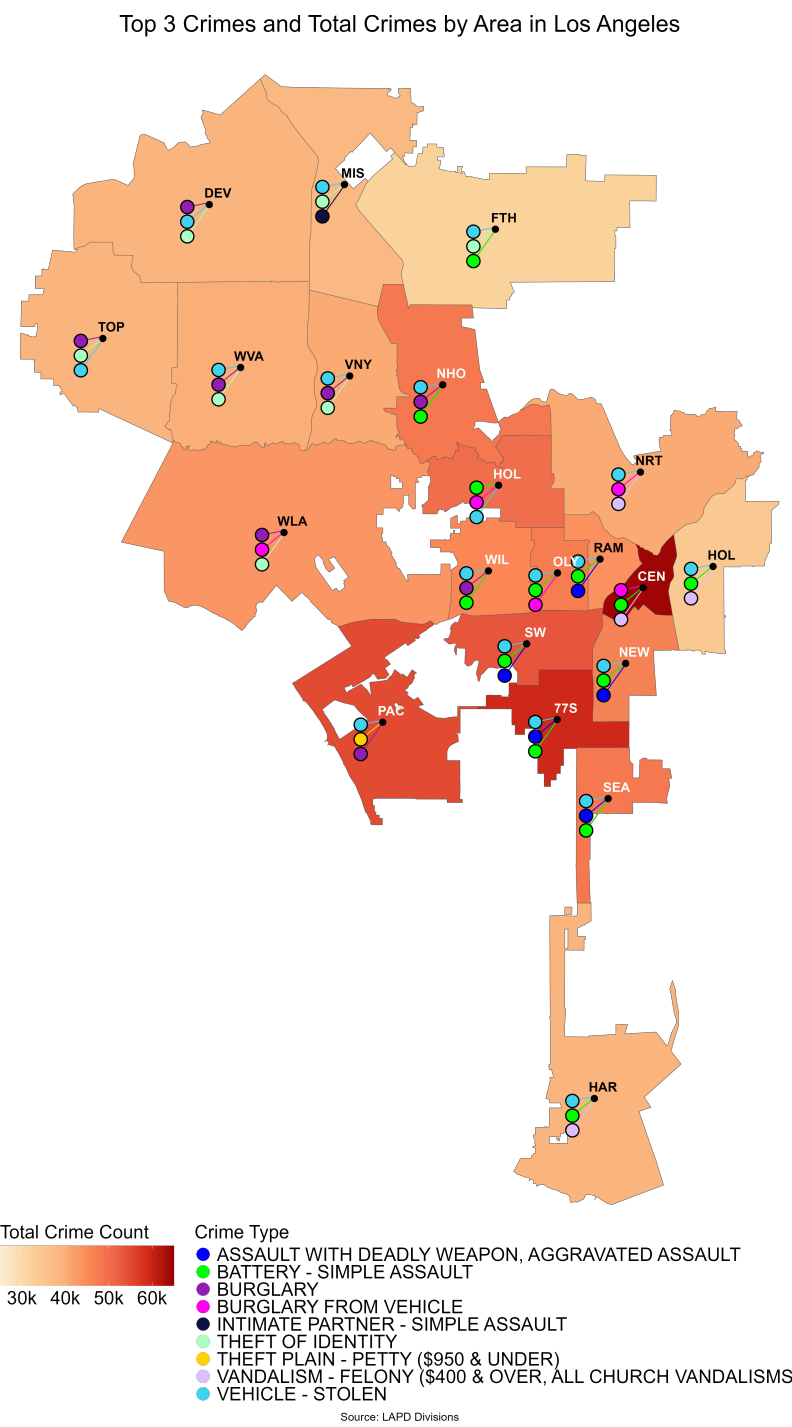 Top 3 Crimes and Total Crimes by Area in Los Angeles
MIS
DEV
FTH
TOP
WVA
VNY
NHO
NRT
HOL
WLA
RAM
HOL
WIL
OLY
CEN
SW
NEW
77S
PAC
SEA
HAR
Total Crime Count
30k 40k 50k 60k
Crime Type
ASSAULT WITH DEADLY WEAPON, AGGRAVATED ASSAULT
BATTERY - SIMPLE ASSAULT
BURGLARY
BURGLARY FROM VEHICLE
INTIMATE PARTNER - SIMPLE ASSAULT
THEFT OF IDENTITY
THEFT PLAIN - PETTY ($950 & UNDER)
VANDALISM - FELONY ($400 & OVER, ALL CHURCH VANDALISMS
VEHICLE - STOLEN
Source: LAPD Divisions